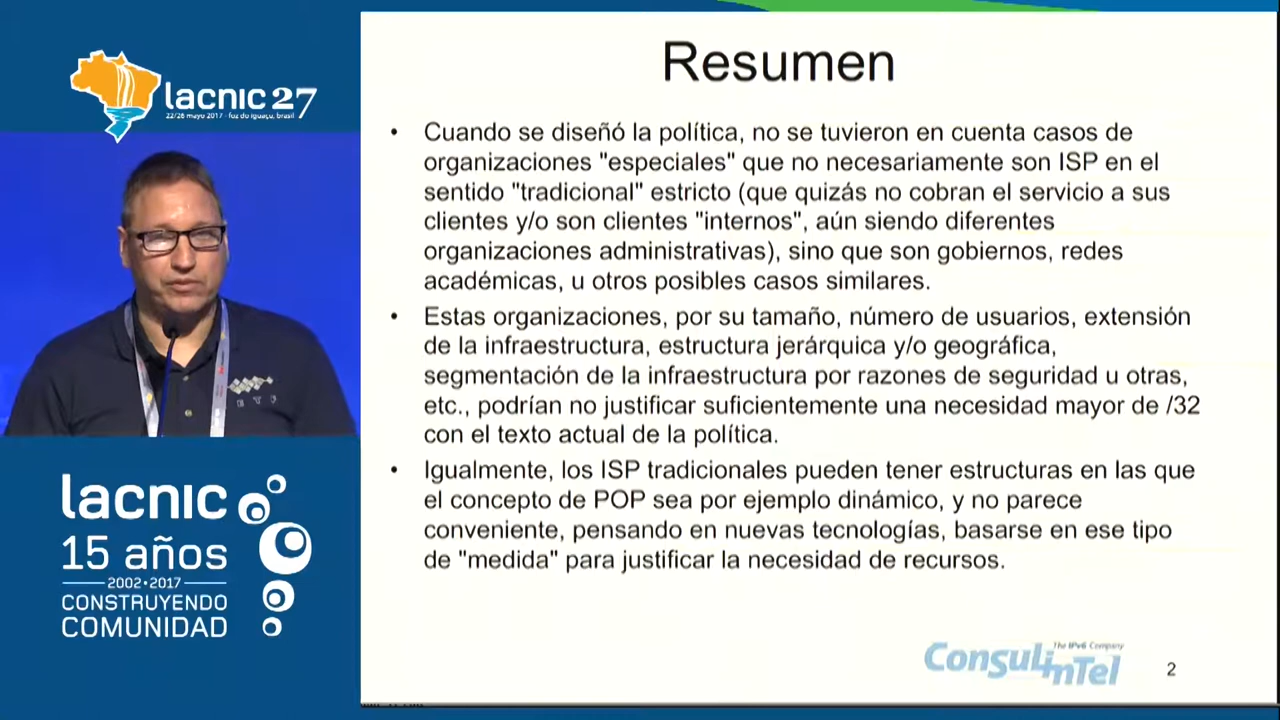 lacnic 27
22/26 mayo 2017 - foz do iguaçu, brasil
lacnic
15 años
2002•2017
CONSTRUYENDO
COMUNIDAD
Resumen
• Cuando se diseñó la política, no se tuvieron en cuenta casos de
organizaciones "especiales" que no necesariamente son ISP en el
sentido "tradicional" estricto (que quizás no cobran el servicio a sus
clientes y/o son clientes "internos", aún siendo diferentes
organizaciones administrativas), sino que son gobiernos, redes
académicas, u otros posibles casos similares.
• Estas organizaciones, por su tamaño, número de usuarios, extensión
de la infraestructura, estructura jerárquica y/o geográfica,
segmentación de la infraestructura por razones de seguridad u otras,
etc., podrían no justificar suficientemente una necesidad mayor de /32
con el texto actual de la política.
• Igualmente, los ISP tradicionales pueden tener estructuras en las que
el concepto de POP sea por ejemplo dinámico, y no parece
conveniente, pensando en nuevas tecnologías, basarse en ese tipo
de "medida" para justificar la necesidad de recursos.
The IPv6 Company
Consulintel
2